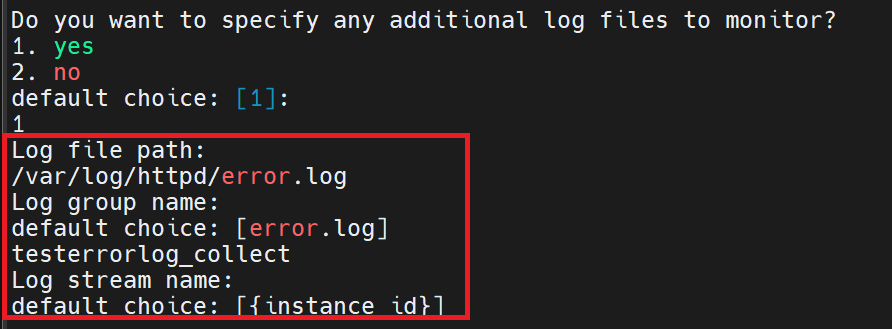 Do you want to specify any additional log files to monitor?
1. yes
2. no
default choice: [1]:
1
Log file path:
/var/log/httpd/error.log
Log group name:
default choice: [error.log]
testerrorlog_collect
Log stream name:
default choice: [{instance_id}]